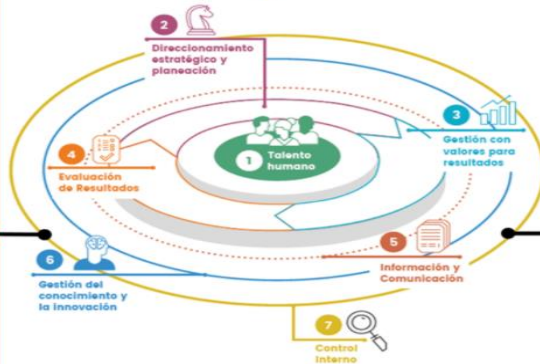 2
Direccionamiento
estratégico y
planeación
3
Gestión con
valores para
resultados
1
Talento
humano
4
Evaluación
de Resultados
5
Información y
Comunicación
6
Gestión del
conocimiento y
la innovación
7
Control
Interno